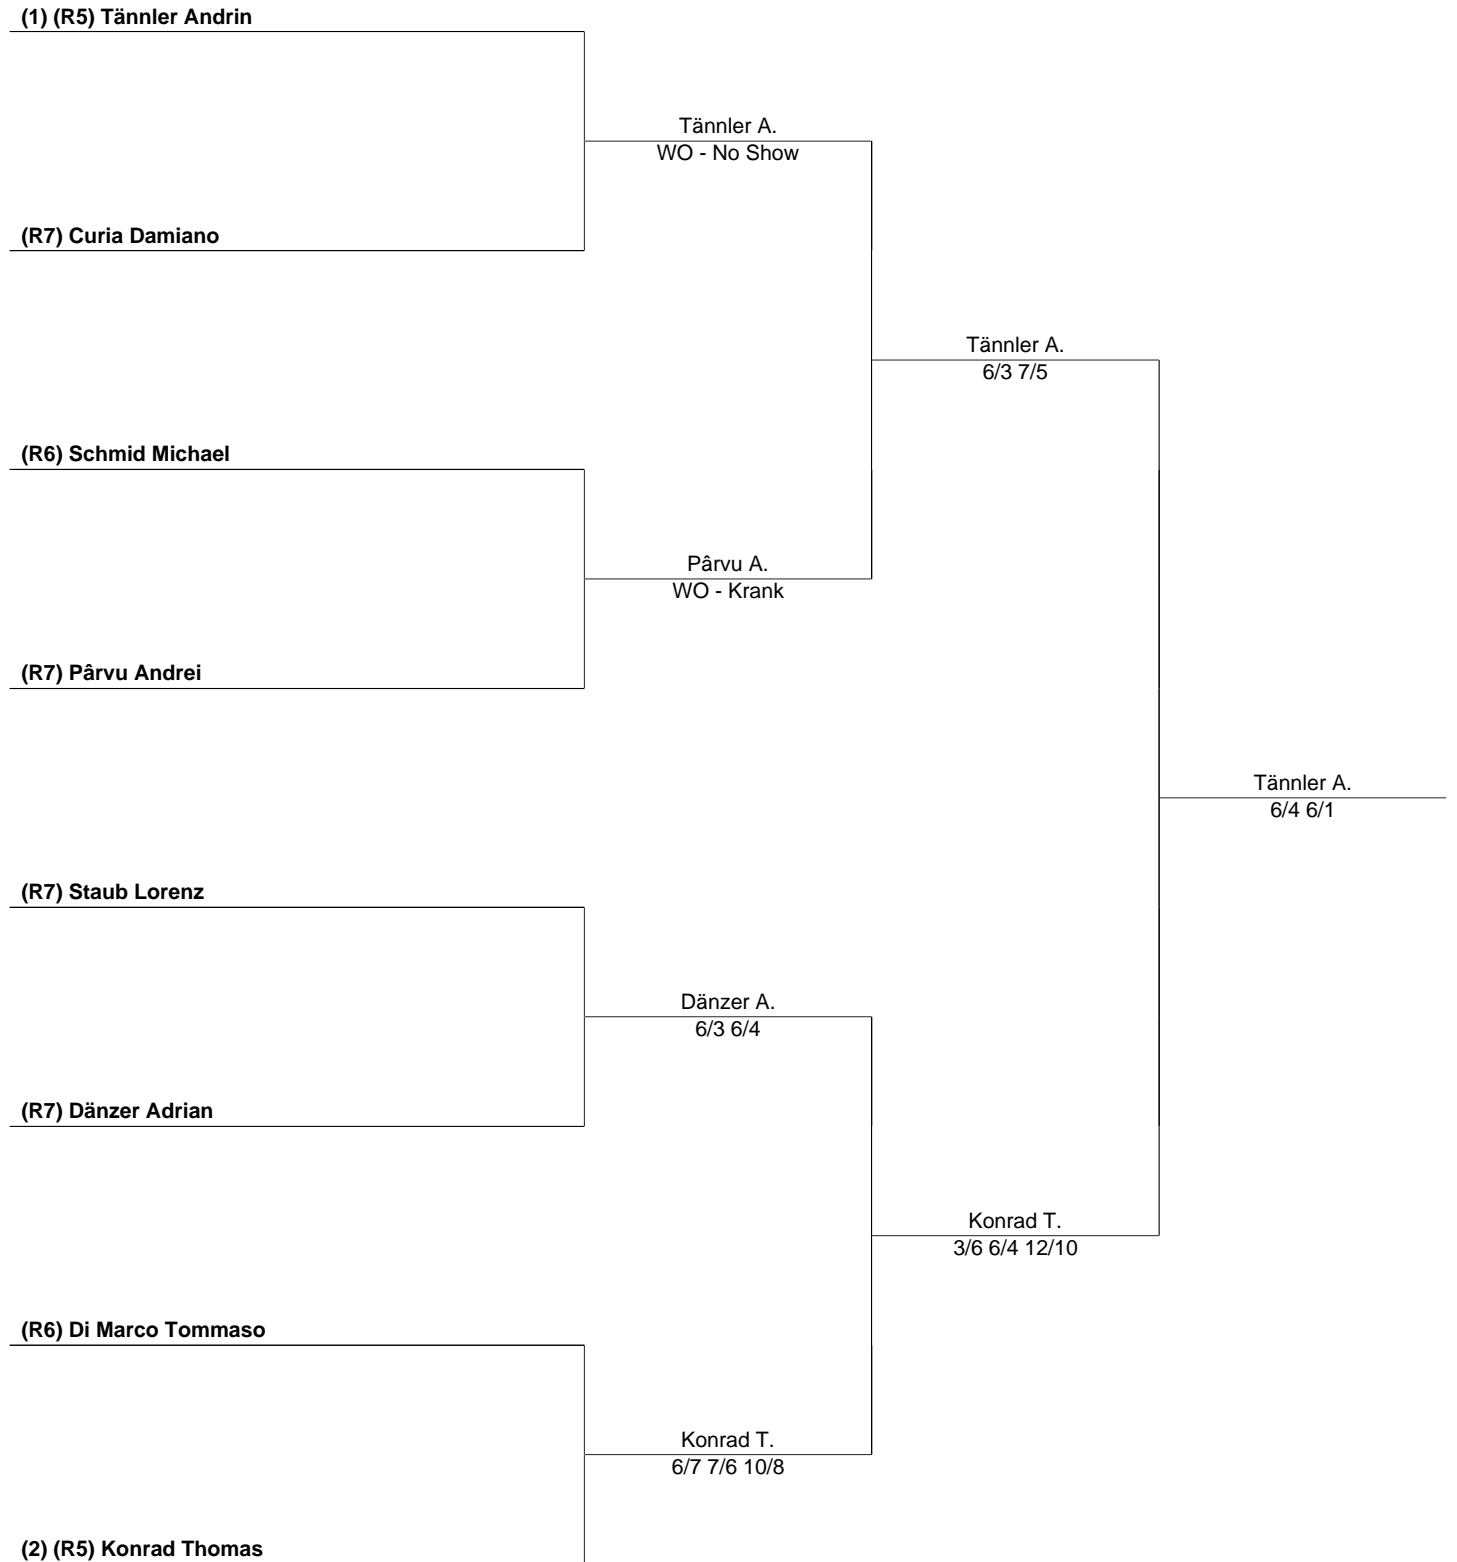 (1) (R5) Tännler Andrin
Tännler A.
WO - No Show
(R7) Curia Damiano
Tännler A.
6/3 7/5
(R6) Schmid Michael
Pârvu A.
WO - Krank
(R7) Pârvu Andrei
Tännler A.
6/4 6/1
(R7) Staub Lorenz
Dänzer A.
6/3 6/4
(R7) Dänzer Adrian
Konrad T.
3/6 6/4 12/10
(R6) Di Marco Tommaso
Konrad T.
6/7 7/6 10/8
(2) (R5) Konrad Thomas